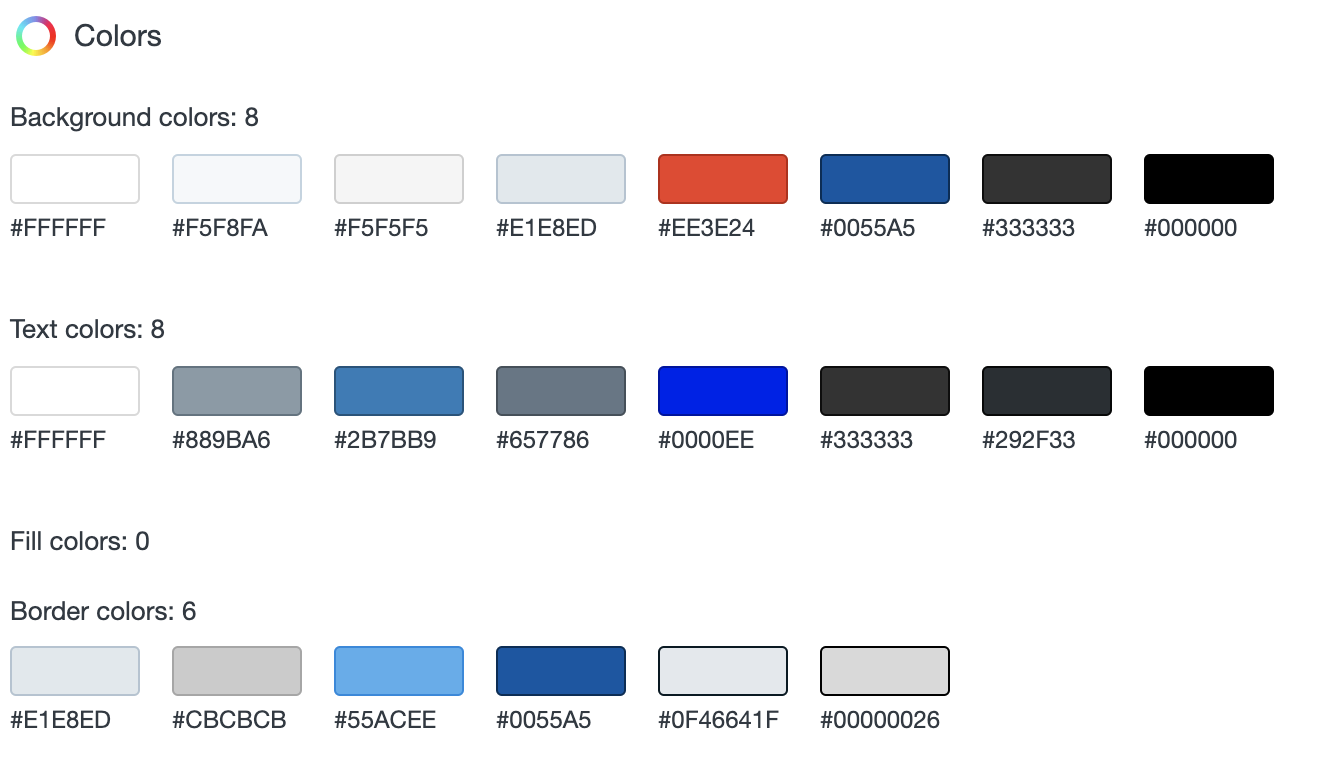 Colors
Background colors: 8
#FFFFFF #F5F8FA #F5F5F5 #E1E8ED #EE3E24 #0055A5 #333333 #000000
Text colors: 8
#FFFFFF #889BA6 #2B7BB9 #657786 #0000EE #333333 #292F33 #000000
Fill colors: 0
Border colors: 6
#E1E8ED #CBCBCB #55ACEE #0055A5 #0F46641F #00000026